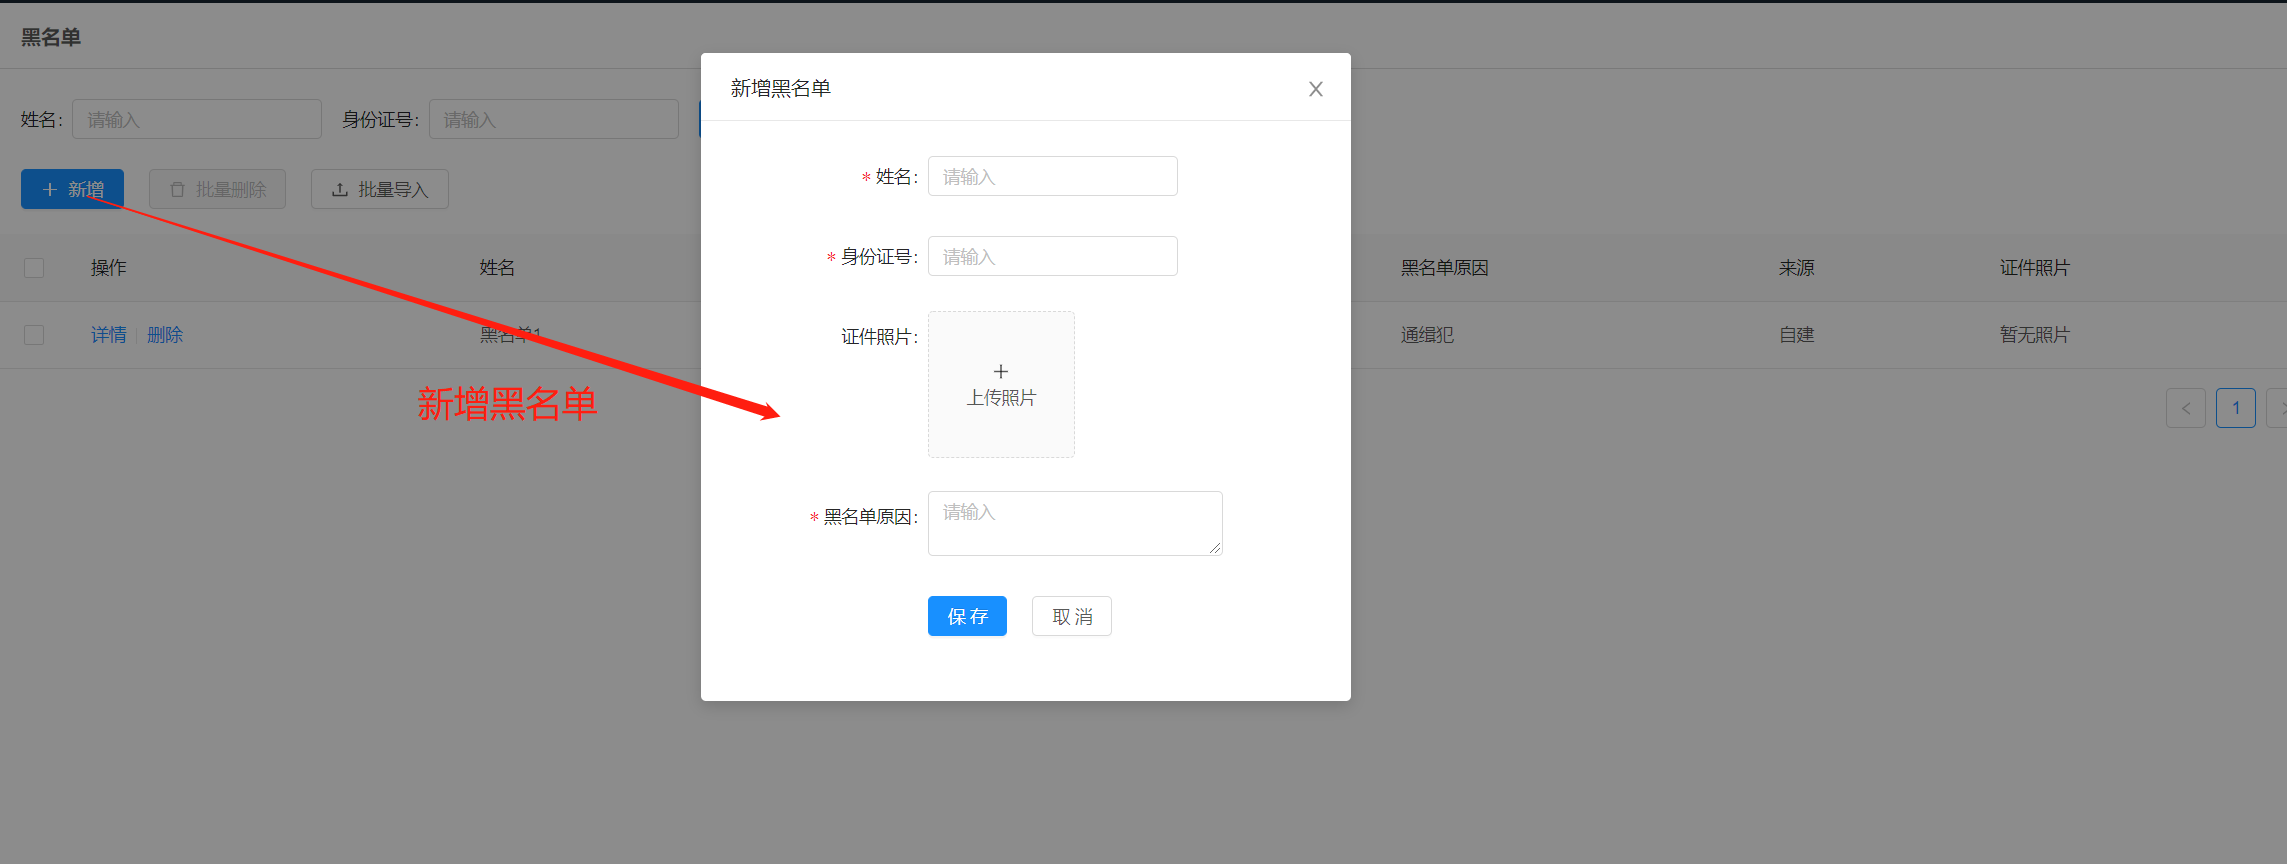 黑名单
姓名: 请输入 身份证号: 请输入
新增 批量删除 批量导入
操作 姓名 黑名单原因 来源 证件照片
详情 删除 黑名单1 通缉犯 自建 暂无照片
1
新增黑名单
新增黑名单
* 姓名: 请输入
* 身份证号: 请输入
证件照片:
上传照片
* 黑名单原因: 请输入
保存 取消